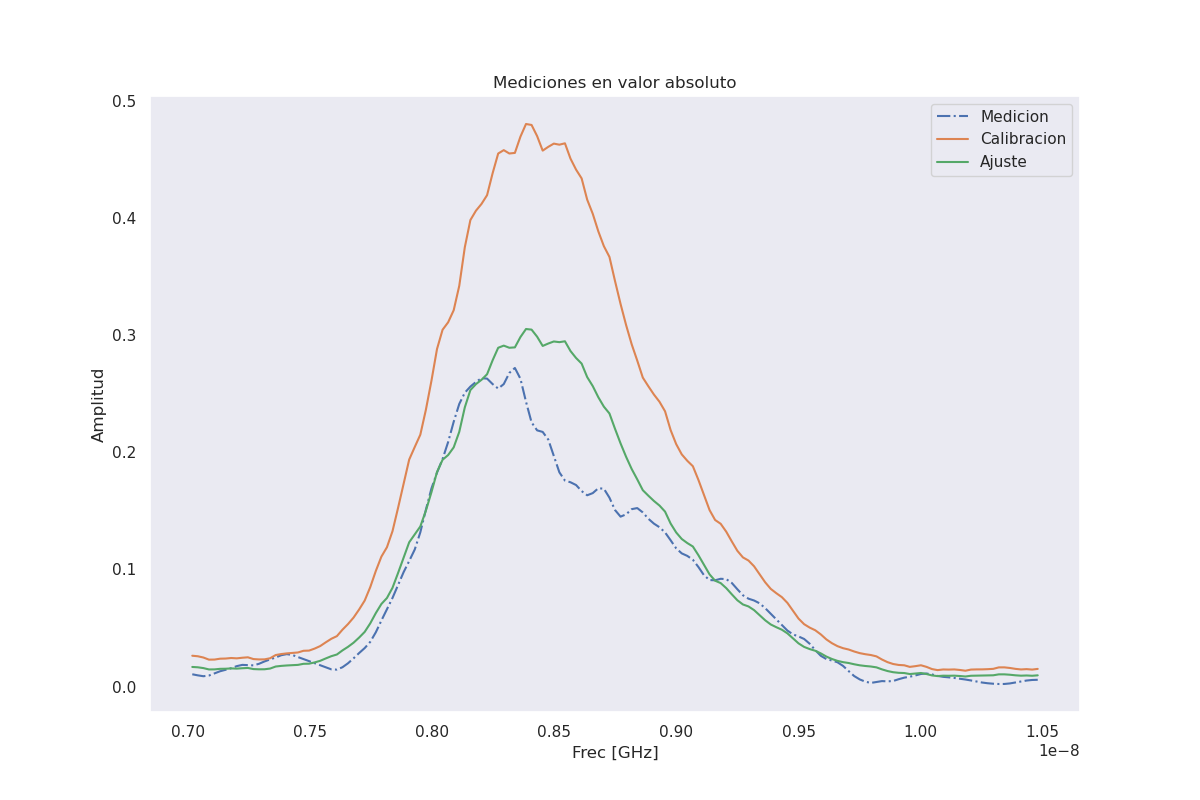 Mediciones en valor absoluto
Medicion
Calibracion
Ajuste
Amplitud
0.5
0.4
0.3
0.2
0.1
0.0
0.70 0.75 0.80 0.85 0.90 0.95 1.00 1.05
1e−8
Frec [GHz]